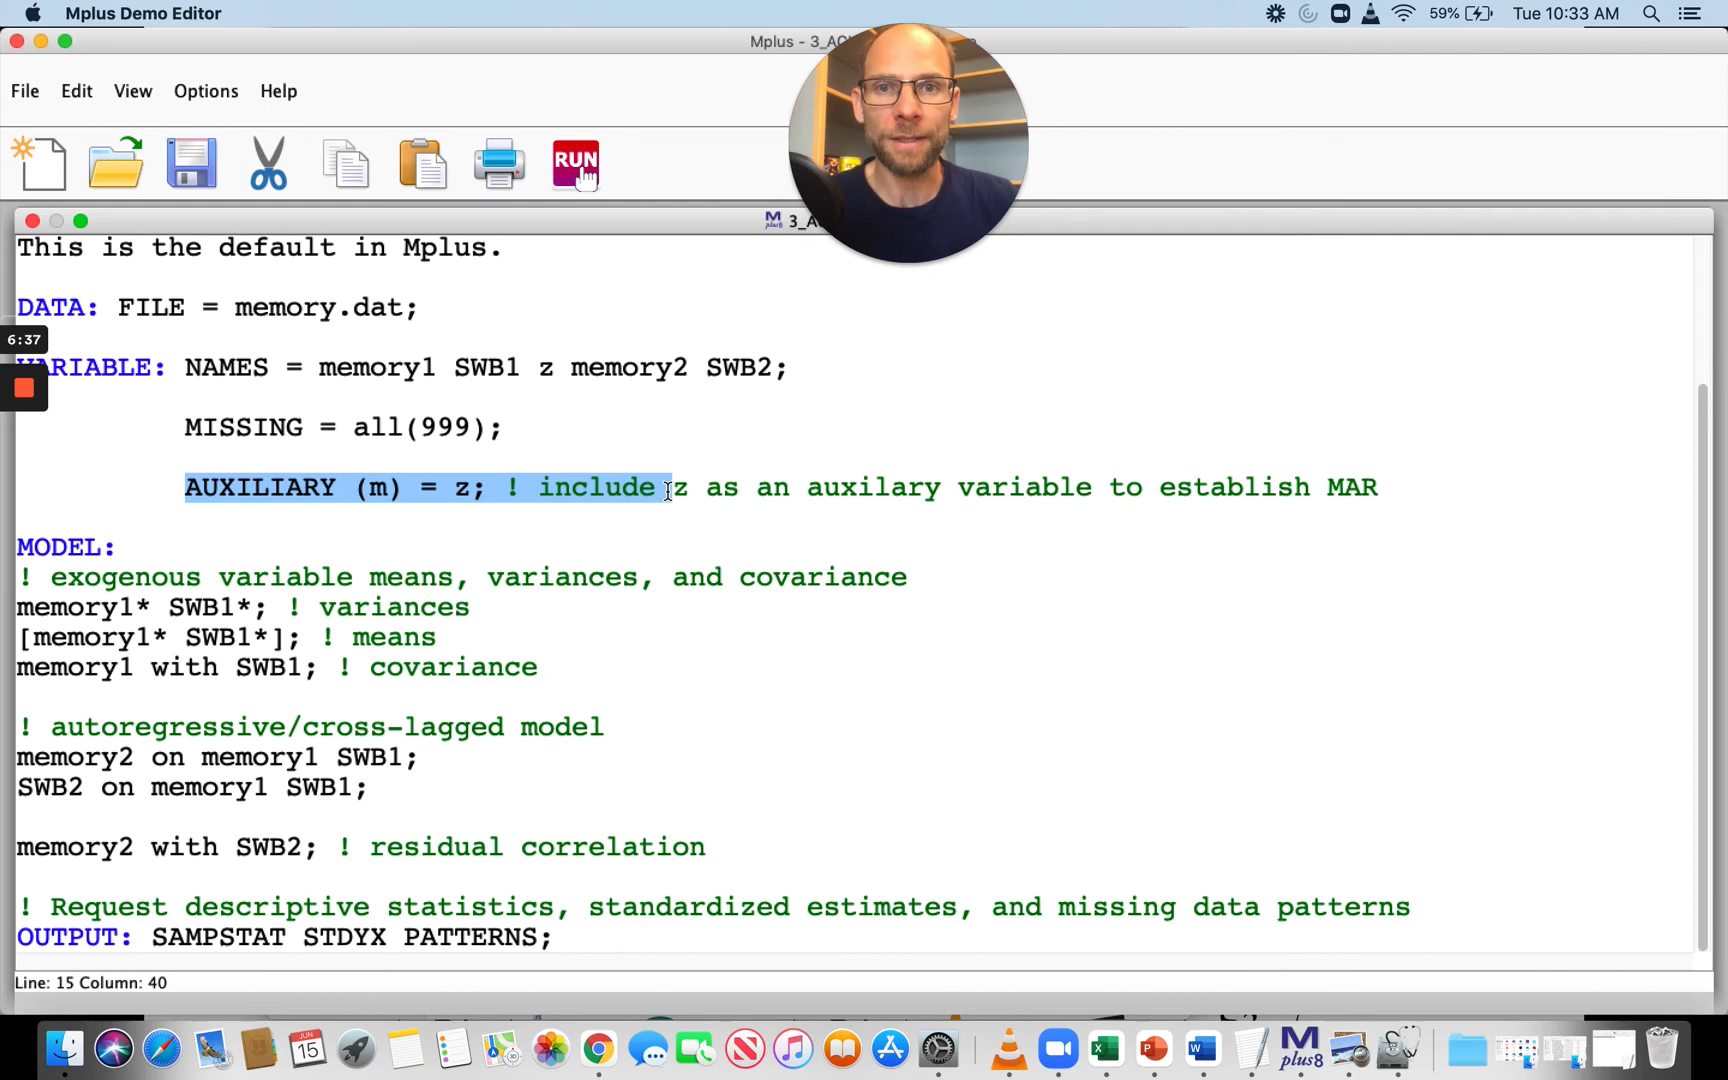 Mplus Demo Editor
59%
Tue 10:33 AM
Mplus - 3_AC
File Edit View Options Help
RUN
3_A
This is the default in Mplus.
DATA: FILE = memory.dat;
6:37
VARIABLE: NAMES = memory1 SWB1 z memory2 SWB2;
MISSING = all(999);
AUXILIARY (m) = z; ! include z as an auxilary variable to establish MAR
MODEL:
! exogenous variable means, variances, and covariance
memory1* SWB1*; ! variances
[memory1* SWB1*]; ! means
memory1 with SWB1; ! covariance
! autoregressive/cross-lagged model
memory2 on memory1 SWB1;
SWB2 on memory1 SWB1;
memory2 with SWB2; ! residual correlation
! Request descriptive statistics, standardized estimates, and missing data patterns
OUTPUT: SAMPSTAT STDYX PATTERNS;
Line: 15 Column: 40
JUN
15
M
plus8